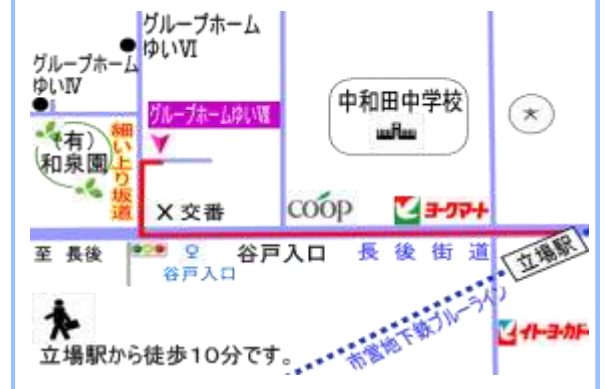 グループホーム
ゆいⅥ
グループホーム
ゆいⅣ
グループホームゆいⅧ
細い上り坂道
(有)
和泉園
中和田中学校
大
X 交番
coop
ヨークマート
至 長後
谷戸入口
谷戸入口
長後街道
立場駅
市営地下鉄ブルーライン
イトーヨーカドー
立場駅から徒歩10分です。